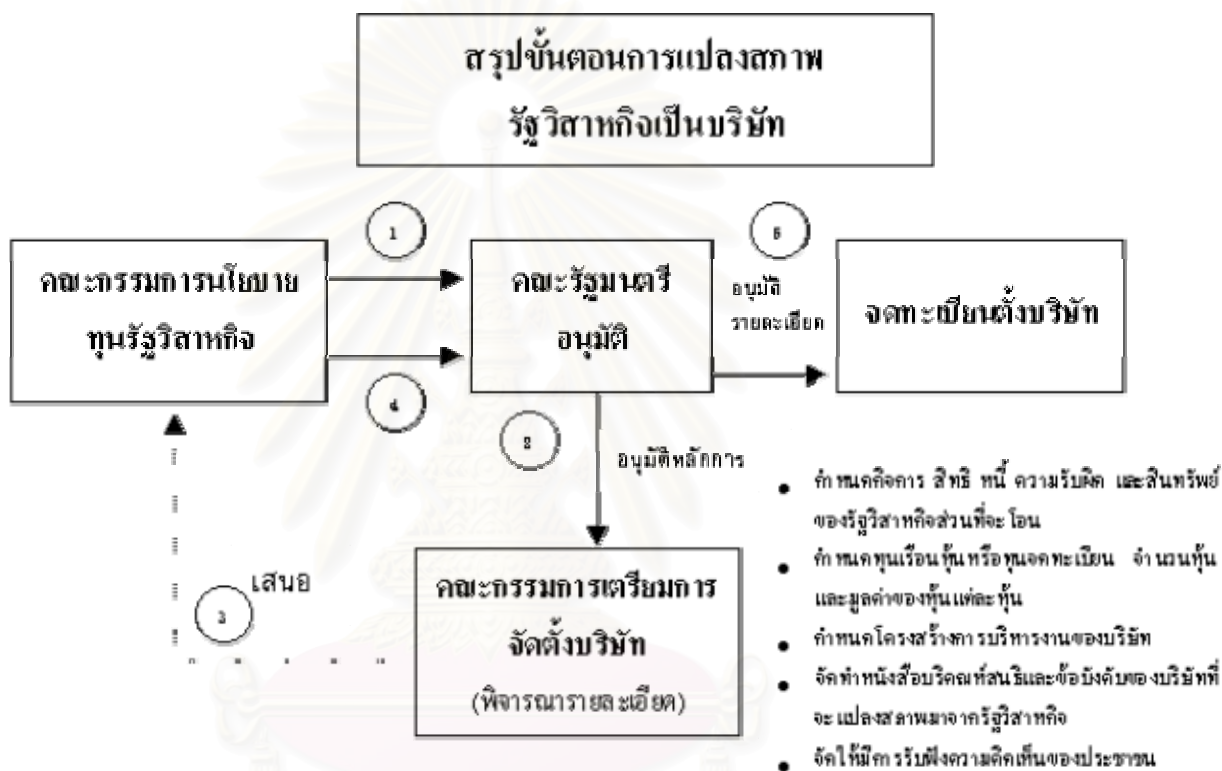 สรุปขั้นตอนการแปลงสภาพ
รัฐวิสาหกิจเป็นบริษัท
1
5
คณะกรรมการนโยบาย
ทุนรัฐวิสาหกิจ
คณะรัฐมนตรี
อนุมัติ
อนุมัติ
รายละเอียด
จดทะเบียนตั้งบริษัท
4
2
อนุมัติหลักการ
3
เสนอ
คณะกรรมการเตรียมการ
จัดตั้งบริษัท
(พิจารณารายละเอียด)
• กำหนดกิจการ สิทธิ หนี้ ความรับผิด และสินทรัพย์
ของรัฐวิสาหกิจส่วนที่จะโอน
• กำหนดทุนเรือนหุ้นหรือทุนจดทะเบียน จำนวนหุ้น
และมูลค่าของหุ้นแต่ละหุ้น
• กำหนดโครงสร้างการบริหารงานของบริษัท
• จัดทำหนังสือบริคณห์สนธิและข้อบังคับของบริษัทที่
จะแปลงสภาพมาจากรัฐวิสาหกิจ
• จัดให้มีการรับฟังความคิดเห็นของประชาชน